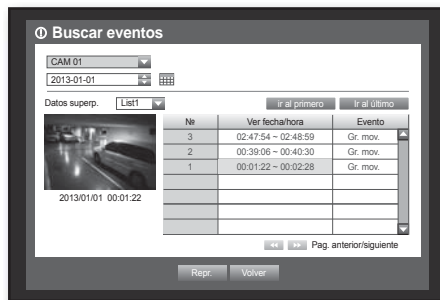 Buscar eventos
CAM 01
2013-01-01
Datos superp. List1 ir al primero Ir al último
№ Ver fecha/hora Evento
3 02:47:54 ~ 02:48:59 Gr. mov.
2 00:39:06 ~ 00:40:30 Gr. mov.
1 00:01:22 ~ 00:02:28 Gr. mov.
2013/01/01 00:01:22
Pag. anterior/siguiente
Repr. Volver